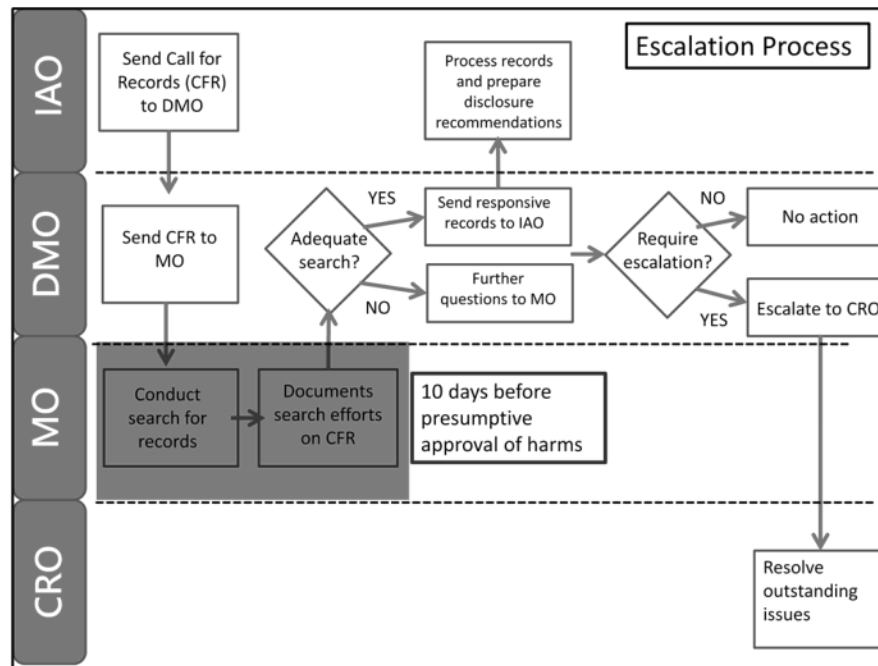 Escalation Process
IAO
Send Call for
Records (CFR)
to DMO
Process records
and prepare
disclosure
recommendations
DMO
Send CFR to
MO
Adequate
search?
YES
Send responsive
records to IAO
NO
Further
questions to MO
Require
escalation?
NO
No action
YES
Escalate to CRO
MO
Conduct
search for
records
Documents
search efforts
on CFR
10 days before
presumptive
approval of harms
CRO
Resolve
outstanding
issues